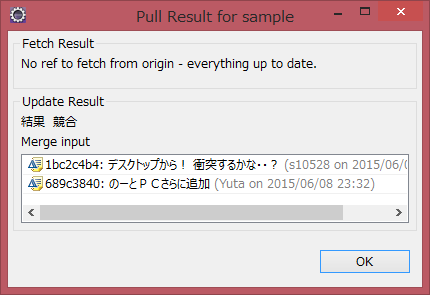 Pull Result for sample
Fetch Result
No ref to fetch from origin - everything up to date.
Update Result
結果 競合
Merge input
1bc2c4b4: デスクトップから！ 衝突するかな・・？ (s10528 on 2015/06/0
689c3840: のーとＰＣさらに追加 (Yuta on 2015/06/08 23:32)
OK